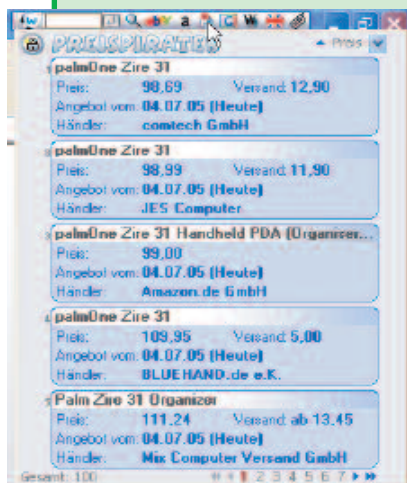 PREISPIRATEN
Preis
1 palmOne Zire 31
Preis: 98,69 Versand: 12,90
Angebot vom: 04.07.05 (Heute)
Händler: comtech GmbH
2 palmOne Zire 31
Preis: 98,99 Versand: 11,90
Angebot vom: 04.07.05 (Heute)
Händler: JES Computer
3 palmOne Zire 31 Handheld PDA (Organizer...
Preis: 99,00
Angebot vom: 04.07.05 (Heute)
Händler: Amazon.de GmbH
4 palmOne Zire 31
Preis: 109,95 Versand: 5,00
Angebot vom: 04.07.05 (Heute)
Händler: BLUEHAND.de e.K.
5 Palm Zire 31 Organizer
Preis: 111,24 Versand: ab 13,45
Angebot vom: 04.07.05 (Heute)
Händler: Mix Computer Versand GmbH
Gesamt: 100 1 2 3 4 5 6 7